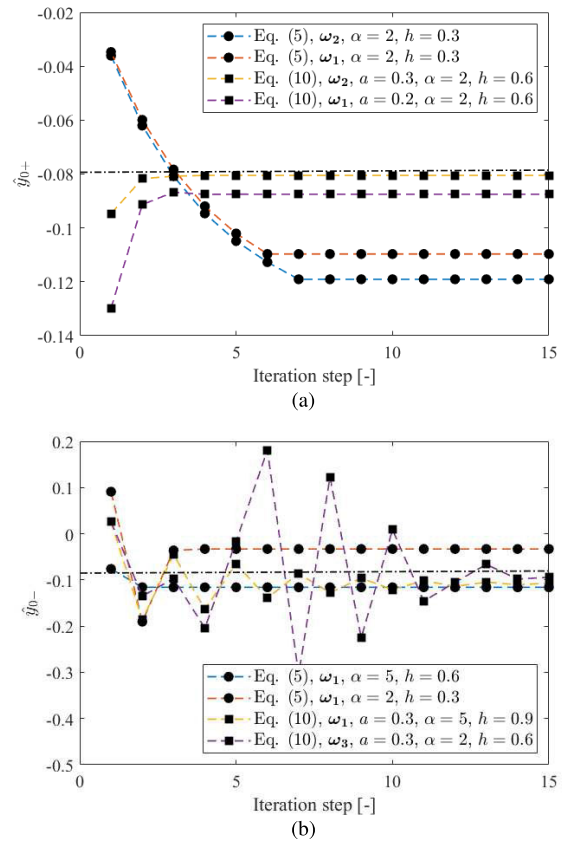 -0.02
-0.04
-0.06
-0.08
-0.1
-0.12
-0.14
ŷ0+
Eq. (5), ω2, α = 2, h = 0.3
Eq. (5), ω1, α = 2, h = 0.3
Eq. (10), ω2, a = 0.3, α = 2, h = 0.6
Eq. (10), ω1, a = 0.2, α = 2, h = 0.6
0 5 10 15
Iteration step [-]
(a)
0.2
0.1
0
-0.1
-0.2
-0.3
-0.4
-0.5
ŷ0−
Eq. (5), ω1, α = 5, h = 0.6
Eq. (5), ω1, α = 2, h = 0.3
Eq. (10), ω1, a = 0.3, α = 5, h = 0.9
Eq. (10), ω3, a = 0.3, α = 2, h = 0.6
0 5 10 15
Iteration step [-]
(b)